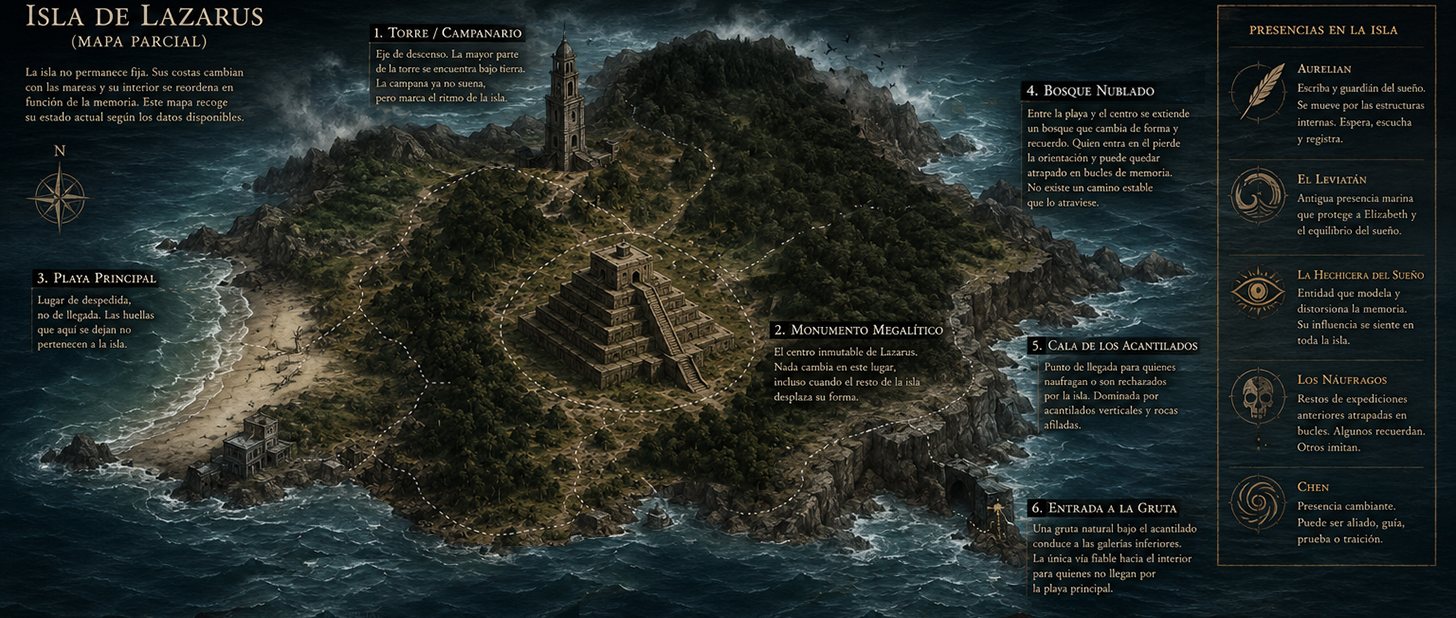 Isla de Lazarus
(mapa parcial)
La isla no permanece fija. Sus costas cambian
con las mareas y su interior se reordena en
función de la memoria. Este mapa recoge
su estado actual según los datos disponibles.
N
1. Torre / Campanario
Eje de descenso. La mayor parte
de la torre se encuentra bajo tierra.
La campana ya no suena,
pero marca el ritmo de la isla.
2. Monumento Megalítico
El centro inmutable de Lazarus.
Nada cambia en este lugar,
incluso cuando el resto de la isla
desplaza su forma.
3. Playa Principal
Lugar de despedida,
no de llegada. Las huellas
que aquí se dejan no
pertenecen a la isla.
4. Bosque Nublado
Entre la playa y el centro se extiende
un bosque que cambia de forma y
recuerdo. Quien entra en él pierde
la orientación y puede quedar
atrapado en bucles de memoria.
No existe un camino estable
que lo atraviese.
5. Cala de los Acantilados
Punto de llegada para quienes
naufragan o son rechazados
por la isla. Dominada por
acantilados verticales y rocas
afiladas.
6. Entrada a la Gruta
Una gruta natural bajo el acantilado
conduce a las galerías inferiores.
La única vía fiable hacia el interior
para quienes no llegan por
la playa principal.
PRESENCIAS EN LA ISLA
Aurelian
Escriba y guardián del sueño.
Se mueve por las estructuras
internas. Espera, escucha
y registra.
El Leviatán
Antigua presencia marina
que protege a Elizabeth y
el equilibrio del sueño.
La Hechicera del Sueño
Entidad que modela y
distorsiona la memoria.
Su influencia se siente en
toda la isla.
Los Náufragos
Restos de expediciones
anteriores atrapadas en
bucles. Algunos recuerdan.
Otros imitan.
Chen
Presencia cambiante.
Puede ser aliado, guía,
prueba o traición.